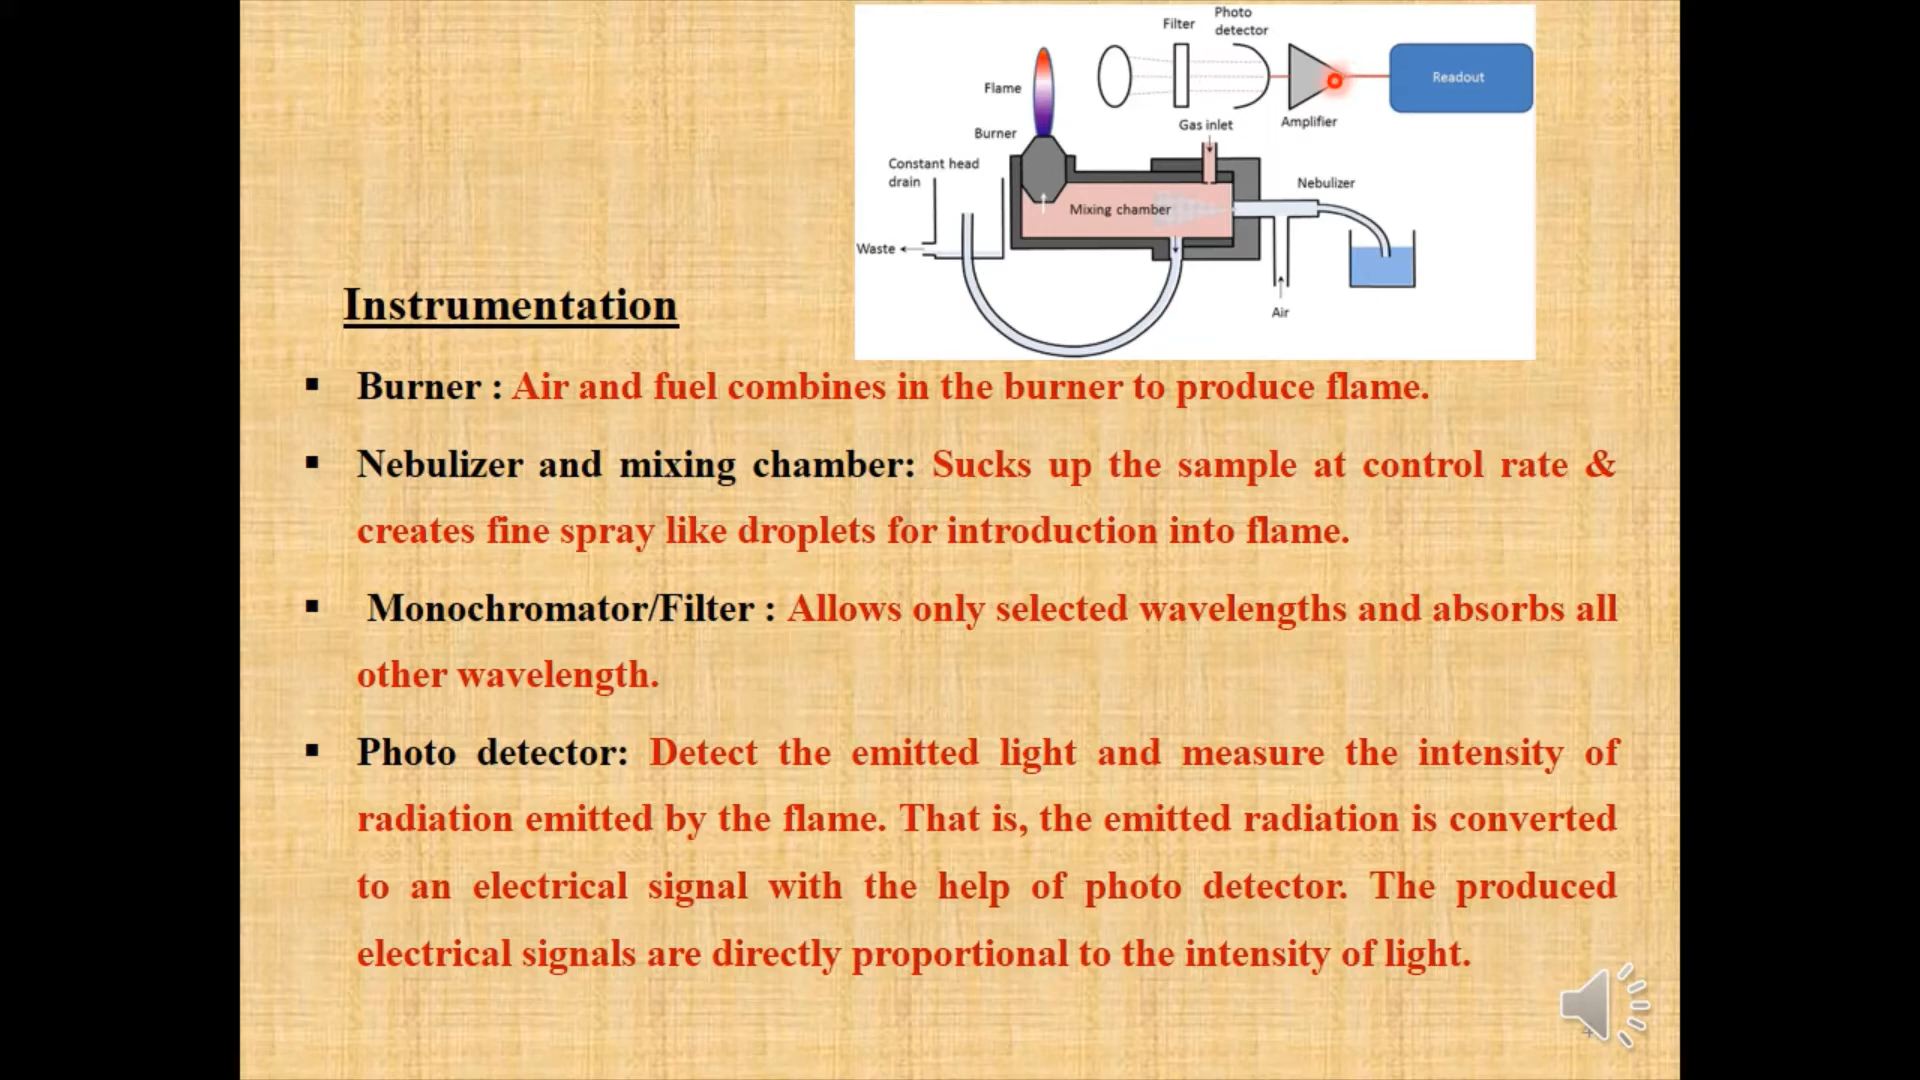 Photo
detector
Filter
Flame
Readout
Amplifier
Gas inlet
Burner
Constant head
drain
Nebulizer
Mixing chamber
Waste
Air
Instrumentation
▪ Burner : Air and fuel combines in the burner to produce flame.
▪ Nebulizer and mixing chamber: Sucks up the sample at control rate &
creates fine spray like droplets for introduction into flame.
▪ Monochromator/Filter : Allows only selected wavelengths and absorbs all
other wavelength.
▪ Photo detector: Detect the emitted light and measure the intensity of
radiation emitted by the flame. That is, the emitted radiation is converted
to an electrical signal with the help of photo detector. The produced
electrical signals are directly proportional to the intensity of light.